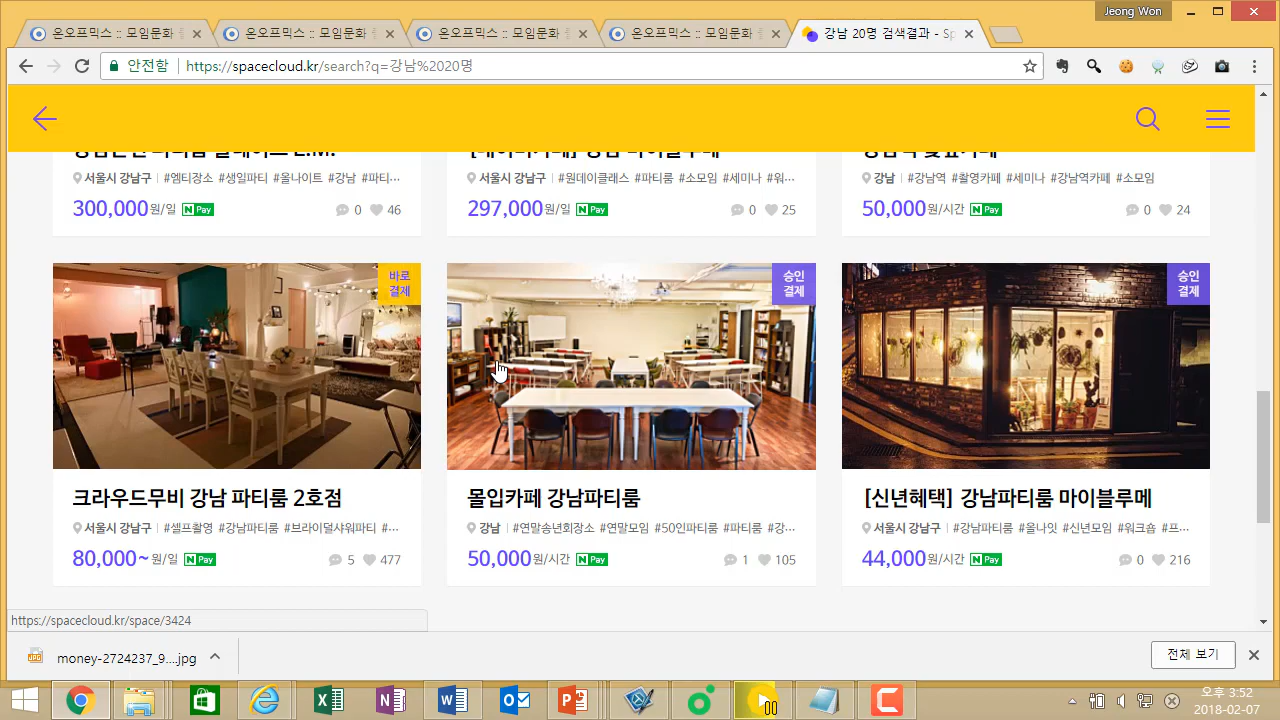 Jeong Won
온오프믹스 :: 모임문화
온오프믹스 :: 모임문화
온오프믹스 :: 모임문화
온오프믹스 :: 모임문화
강남 20명 검색결과 - Sp
안전함
https://spacecloud.kr/search?q=강남%2020명
서울시 강남구 #엠티장소 #생일파티 #올나이트 #강남 #파티···
300,000원/일 N Pay 0 46
서울시 강남구 #원데이클래스 #파티룸 #소모임 #세미나 #워···
297,000원/일 N Pay 0 25
강남 #강남역 #촬영카페 #세미나 #강남역카페 #소모임
50,000원/시간 N Pay 0 24
바로
결제
크라우드무비 강남 파티룸 2호점
서울시 강남구 #셀프촬영 #강남파티룸 #브라이덜샤워파티 #···
80,000~원/일 N Pay 5 477
승인
결제
몰입카페 강남파티룸
강남 #연말송년회장소 #연말모임 #50인파티룸 #파티룸 #강···
50,000원/시간 N Pay 1 105
승인
결제
[신년혜택] 강남파티룸 마이블루메
서울시 강남구 #강남파티룸 #올나잇 #신년모임 #워크숍 #프···
44,000원/시간 N Pay 0 216
https://spacecloud.kr/space/3424
money-2724237_9....jpg
전체 보기
오후 3:52
2018-02-07